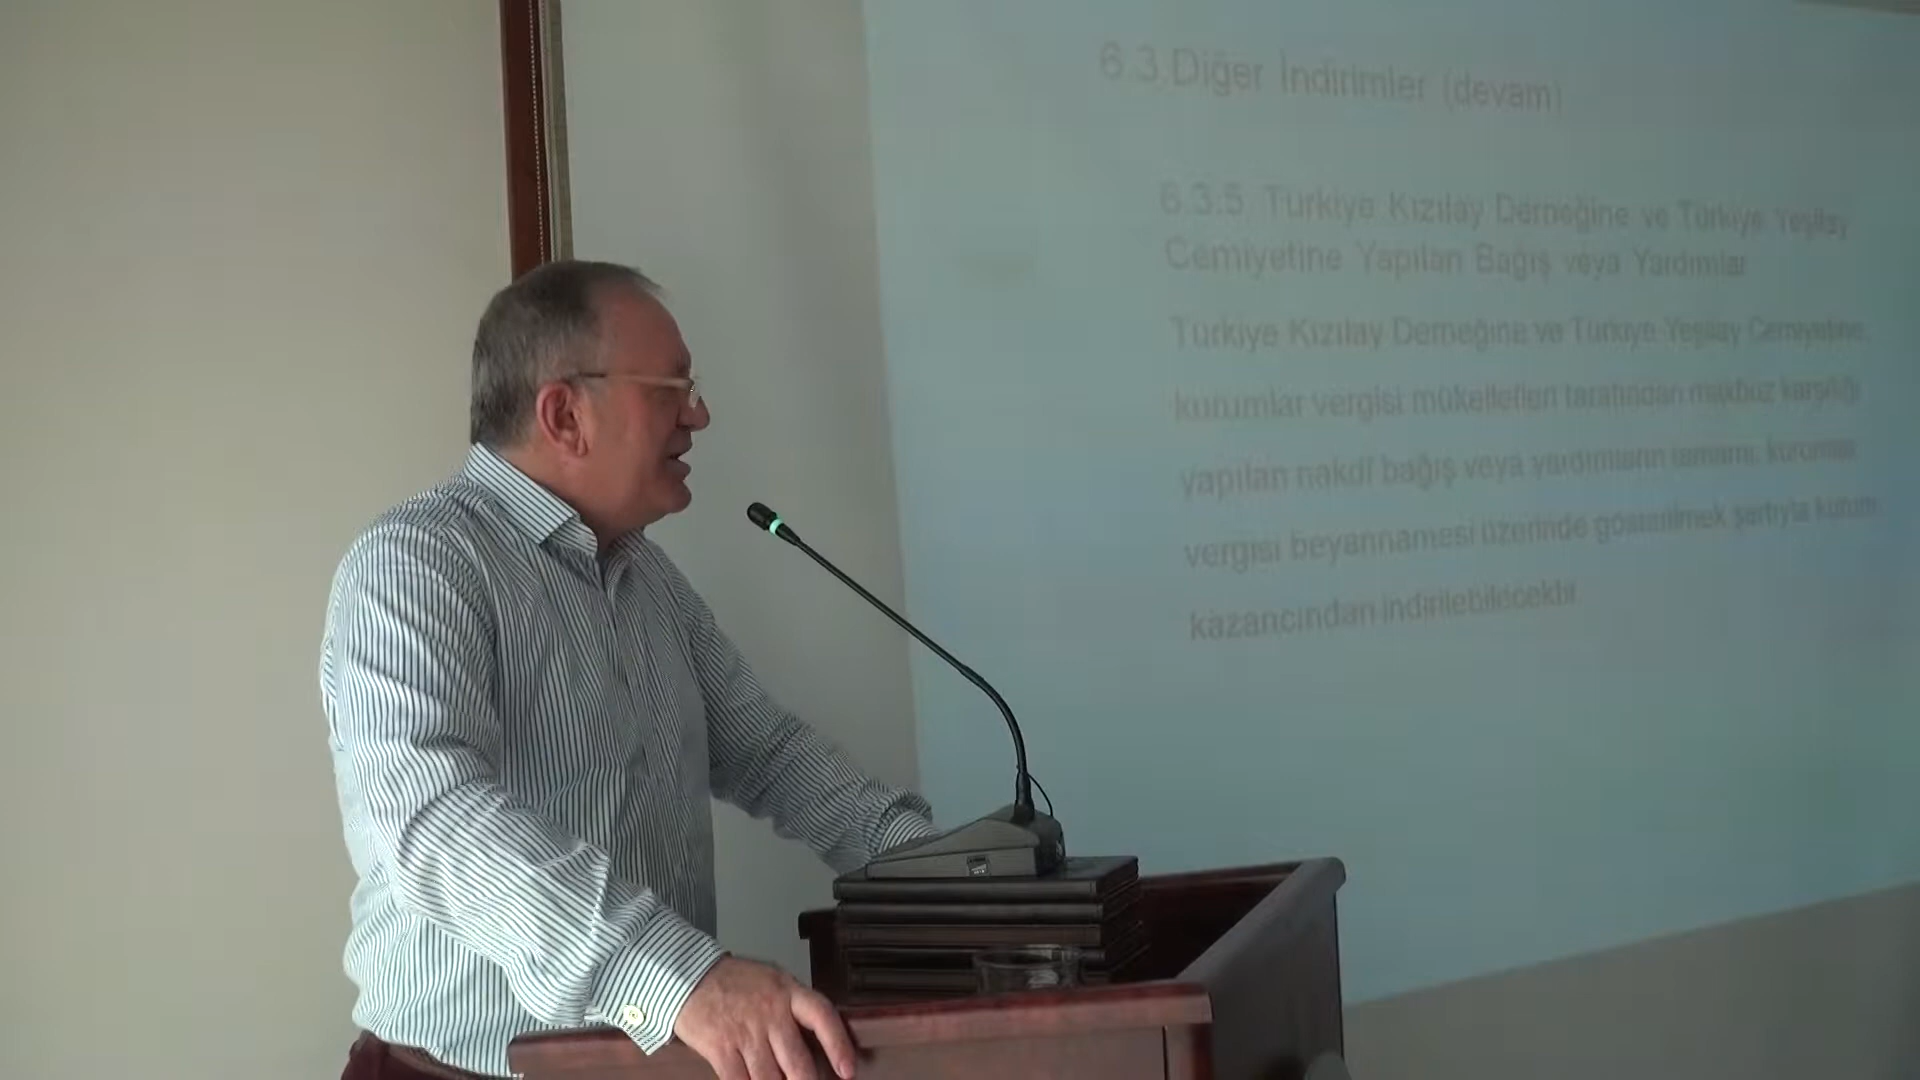 6.3.Diğer İndirimler (devam)
6.3.5 Türkiye Kızılay Derneğine ve Türkiye Yeşilay
Cemiyetine Yapılan Bağış veya Yardımlar
Türkiye Kızılay Derneğine ve Türkiye Yeşilay Cemiyetine,
kurumlar vergisi mükellefleri tarafından makbuz karşılığı
yapılan nakdi bağış veya yardımların tamamı, kurumlar
vergisi beyannamesi üzerinde gösterilmek şartıyla kurum
kazancından indirilebilecektir.